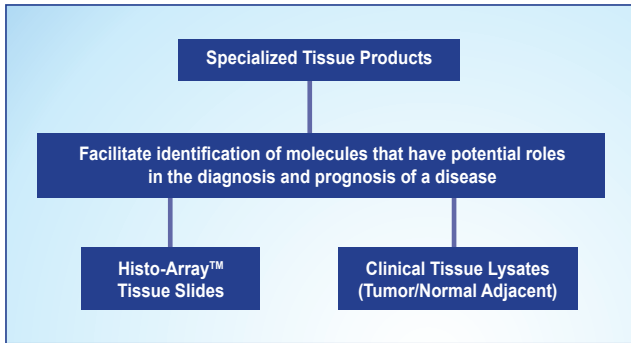 Specialized Tissue Products
Facilitate identification of molecules that have potential roles
in the diagnosis and prognosis of a disease
Histo-Array™
Tissue Slides
Clinical Tissue Lysates
(Tumor/Normal Adjacent)